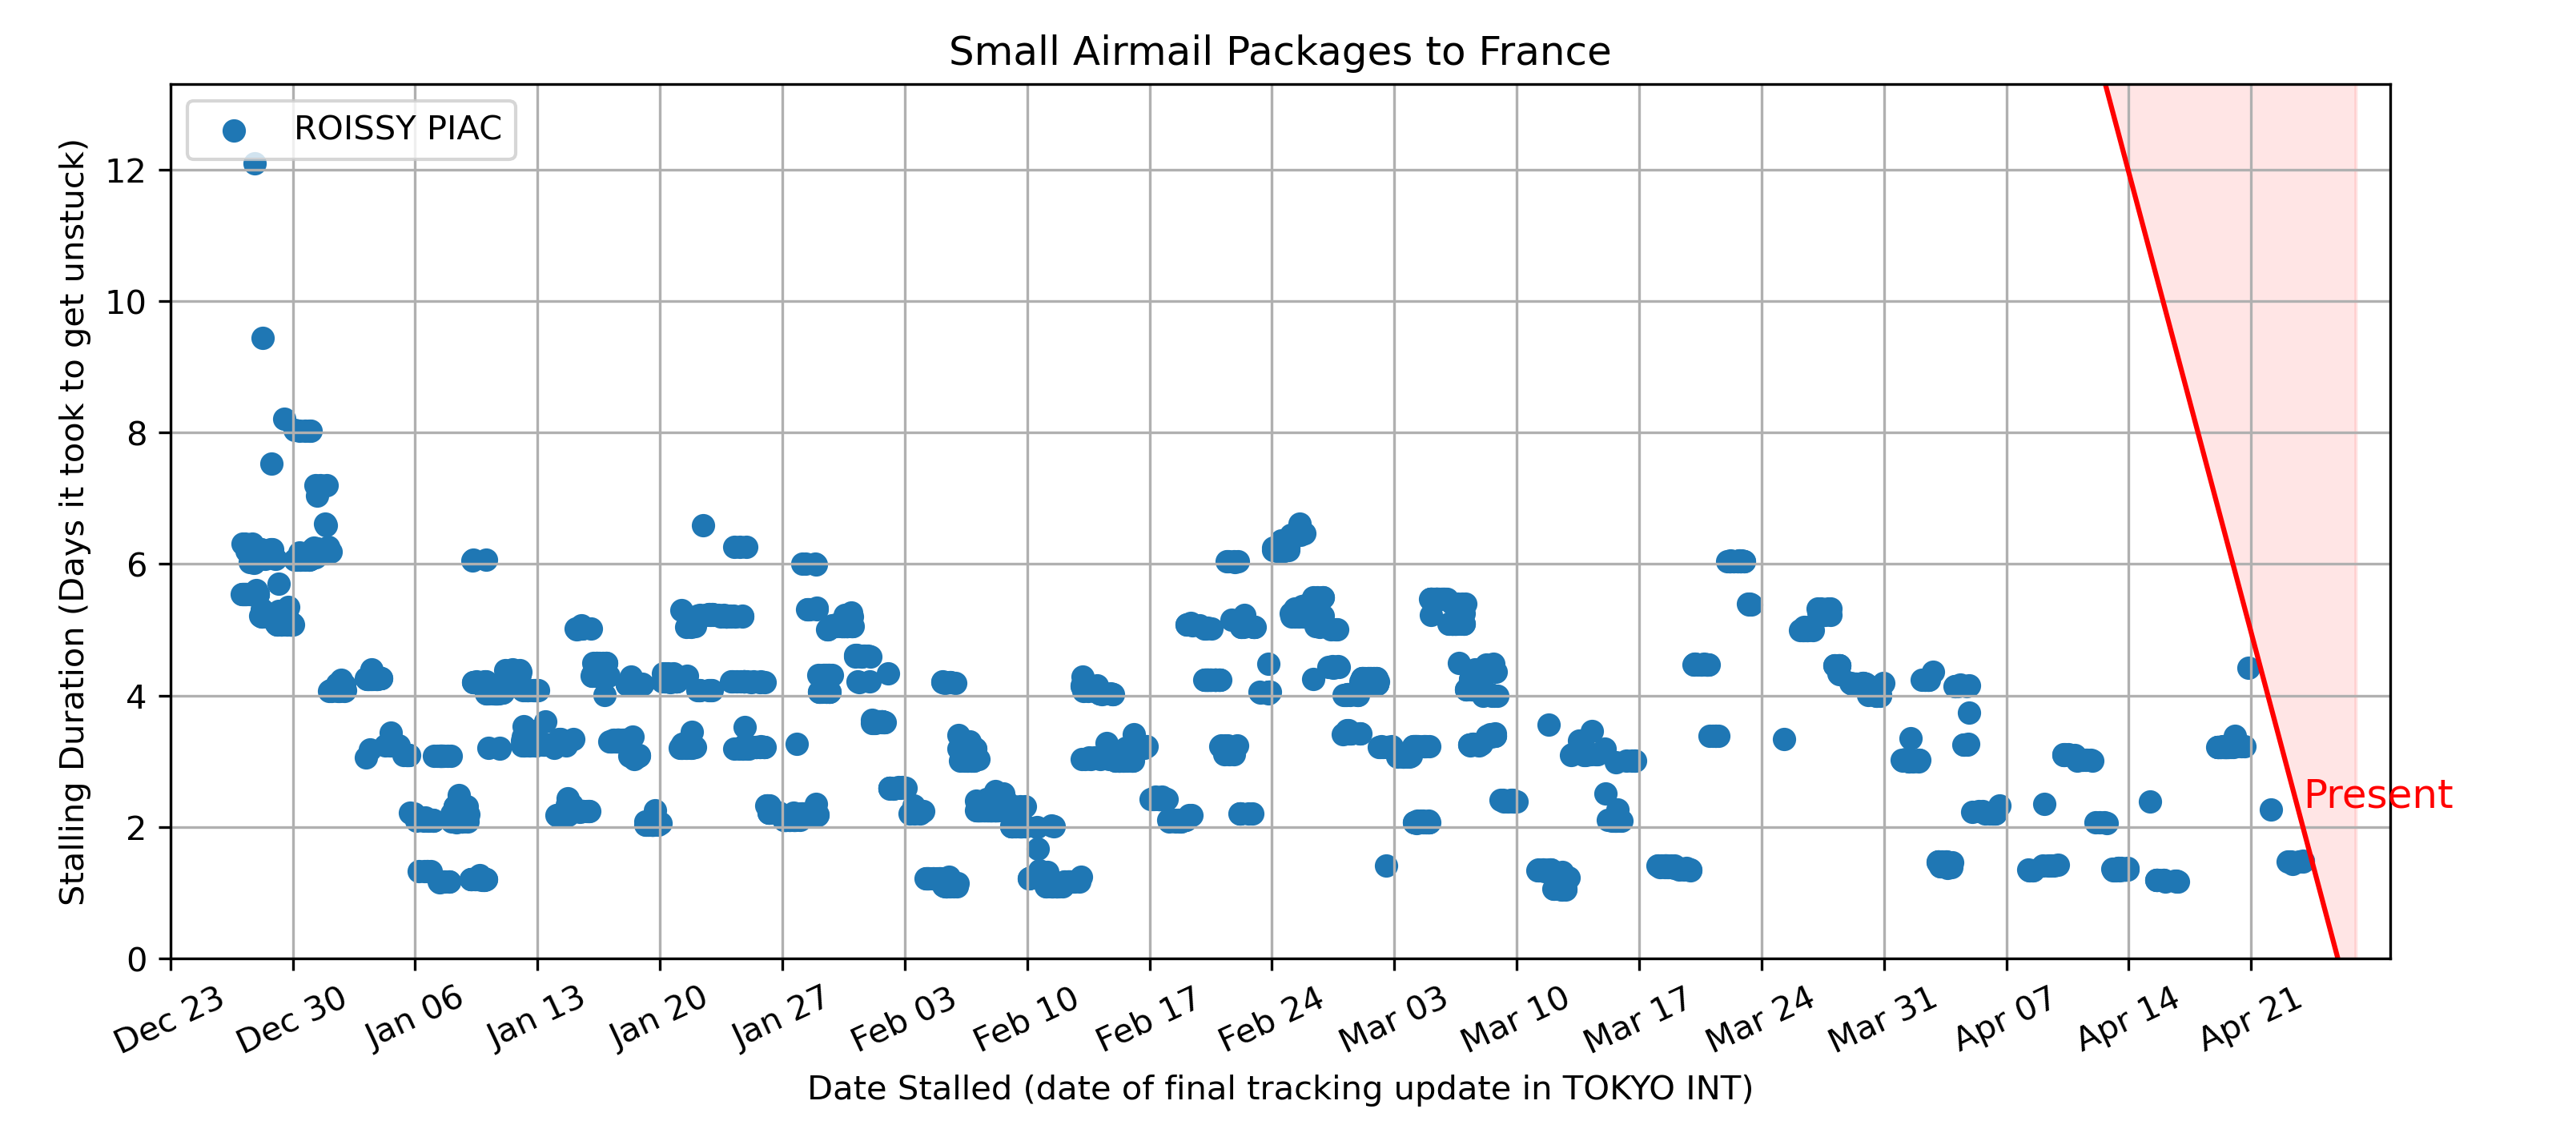 Small Airmail Packages to France
ROISSY PIAC
Stalling Duration (Days it took to get unstuck)
12
10
8
6
4
2
0
Present
Dec 23
Dec 30
Jan 06
Jan 13
Jan 20
Jan 27
Feb 03
Feb 10
Feb 17
Feb 24
Mar 03
Mar 10
Mar 17
Mar 24
Mar 31
Apr 07
Apr 14
Apr 21
Date Stalled (date of final tracking update in TOKYO INT)